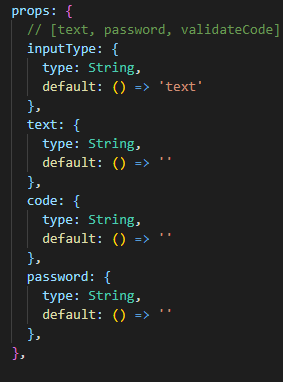 props: {
  // [text, password, validateCode]
  inputType: {
    type: String,
    default: () => 'text'
  },
  text: {
    type: String,
    default: () => ''
  },
  code: {
    type: String,
    default: () => ''
  },
  password: {
    type: String,
    default: () => ''
  },
},